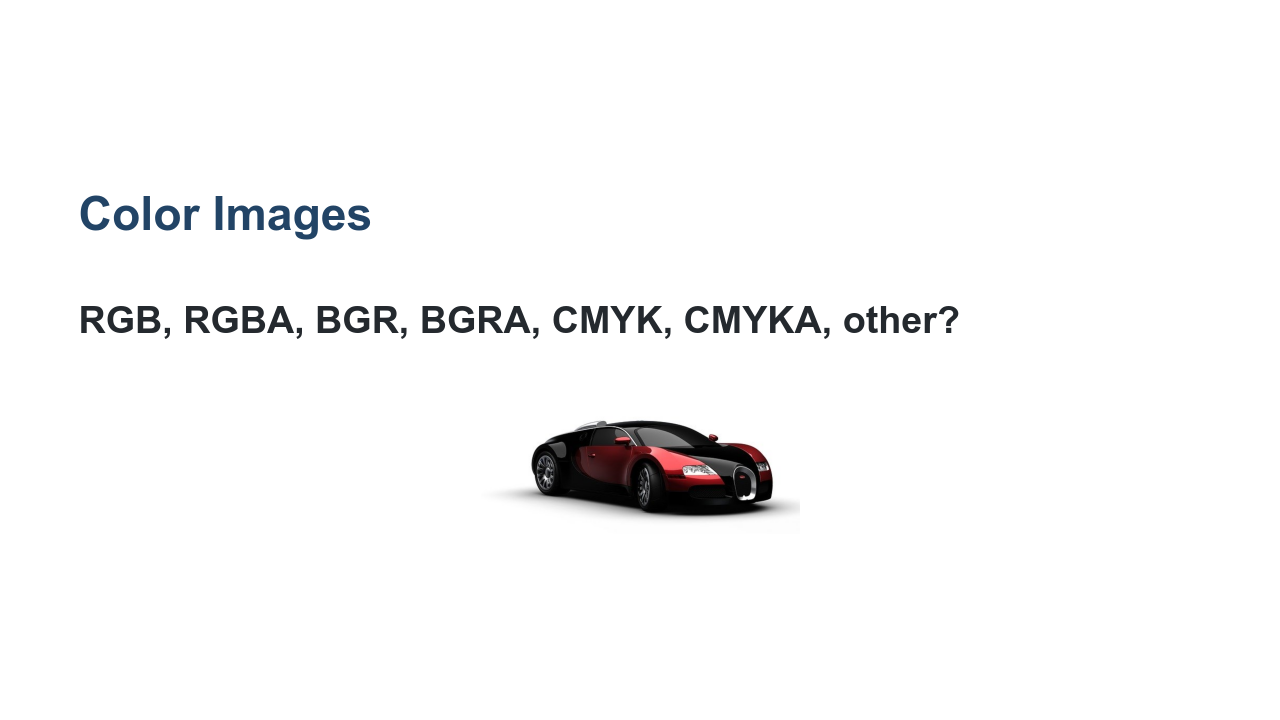 Color Images
RGB, RGBA, BGR, BGRA, CMYK, CMYKA, other?